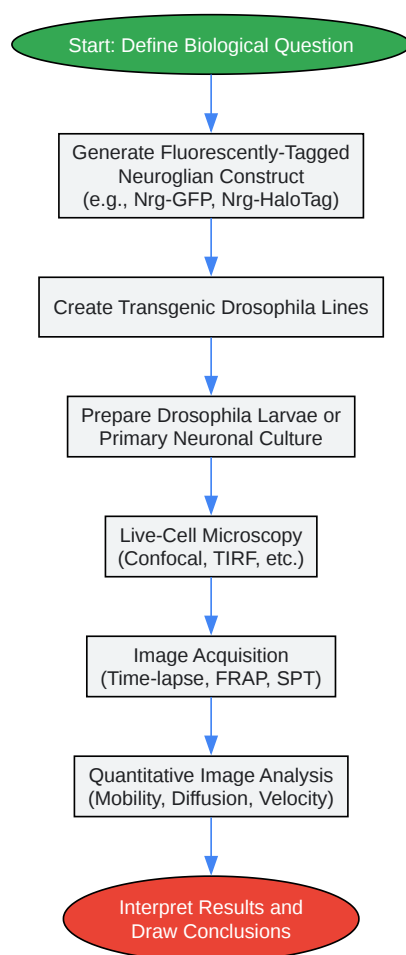 Start: Define Biological Question
Generate Fluorescently-Tagged
Neuroglian Construct
(e.g., Nrg-GFP, Nrg-HaloTag)
Create Transgenic Drosophila Lines
Prepare Drosophila Larvae or
Primary Neuronal Culture
Live-Cell Microscopy
(Confocal, TIRF, etc.)
Image Acquisition
(Time-lapse, FRAP, SPT)
Quantitative Image Analysis
(Mobility, Diffusion, Velocity)
Interpret Results and
Draw Conclusions